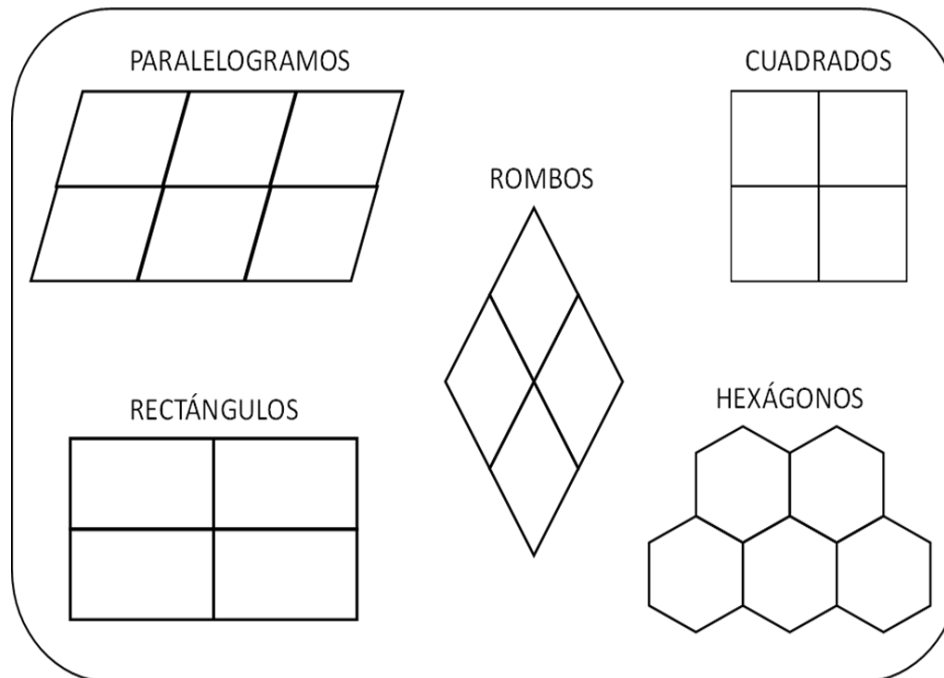 PARALELOGRAMOS
CUADRADOS
ROMBOS
RECTÁNGULOS
HEXÁGONOS